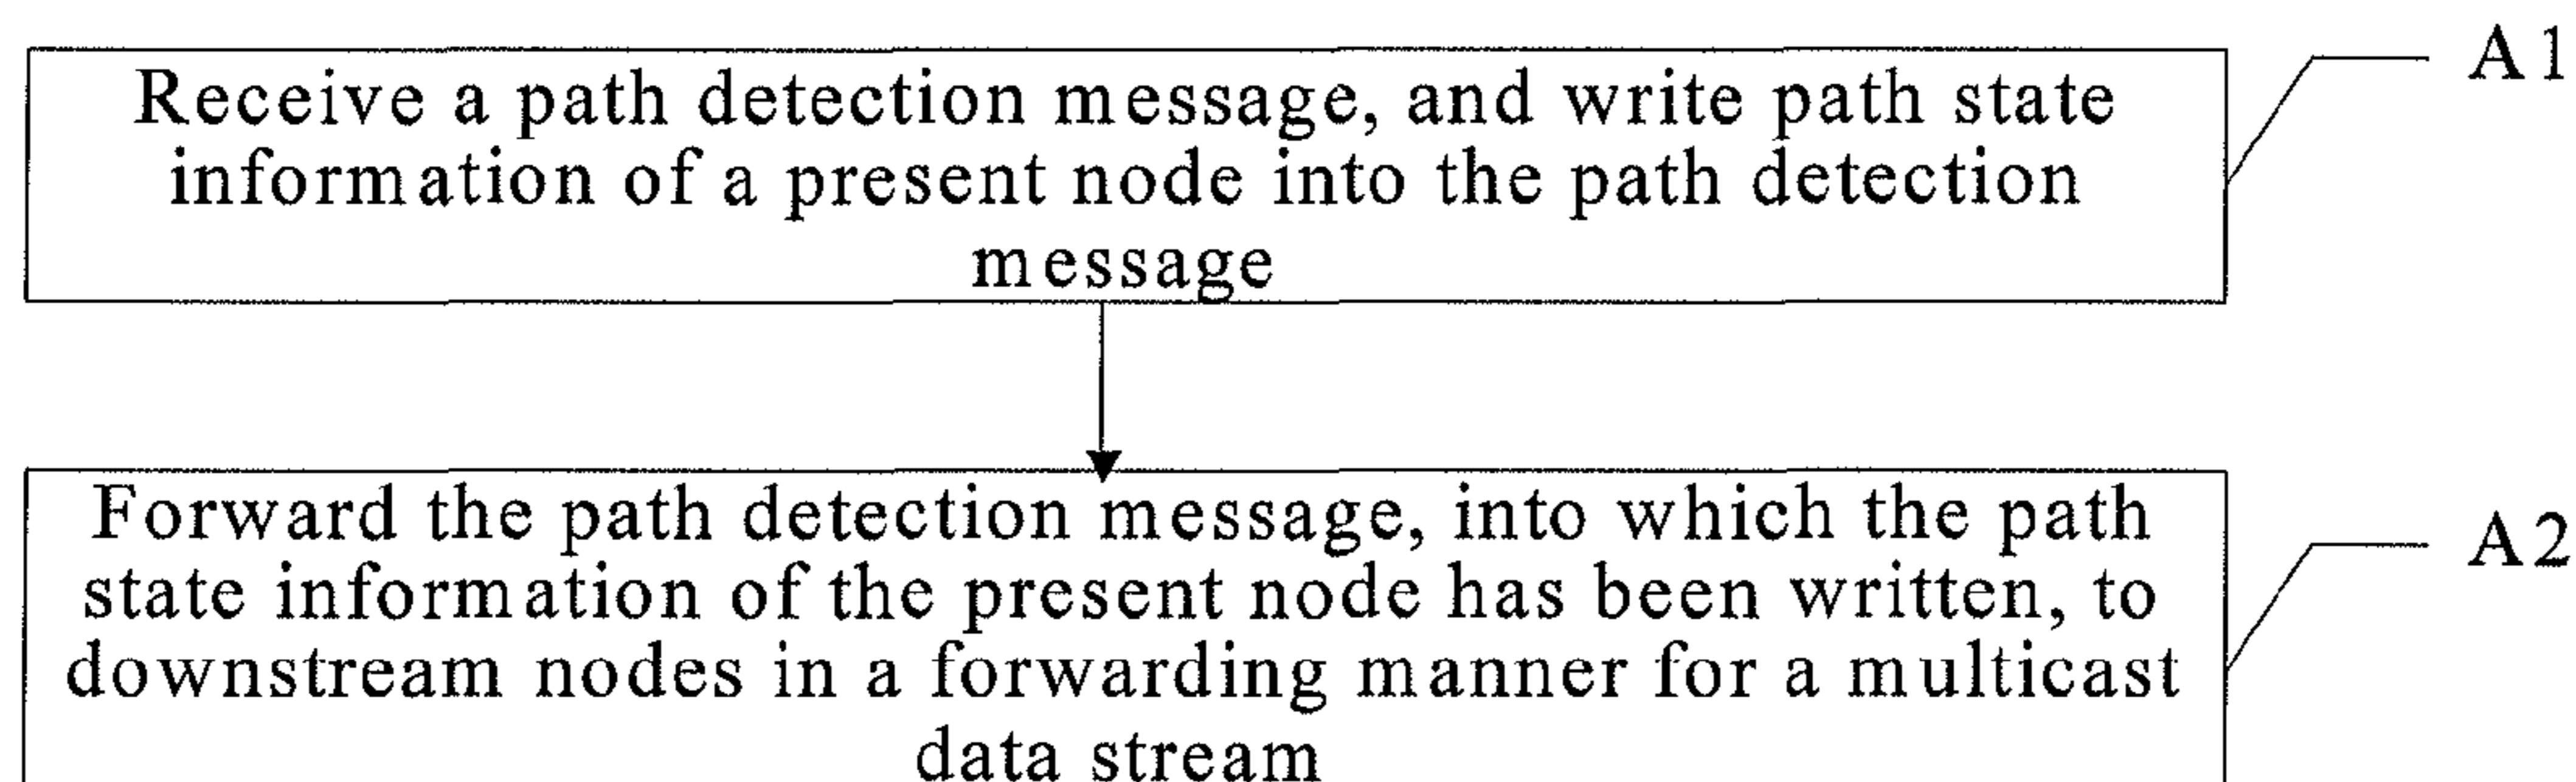 Receive a path detection message, and write path state
information of a present node into the path detection
message
A1
Forward the path detection message, into which the path
state information of the present node has been written, to
downstream nodes in a forwarding manner for a multicast
data stream
A2